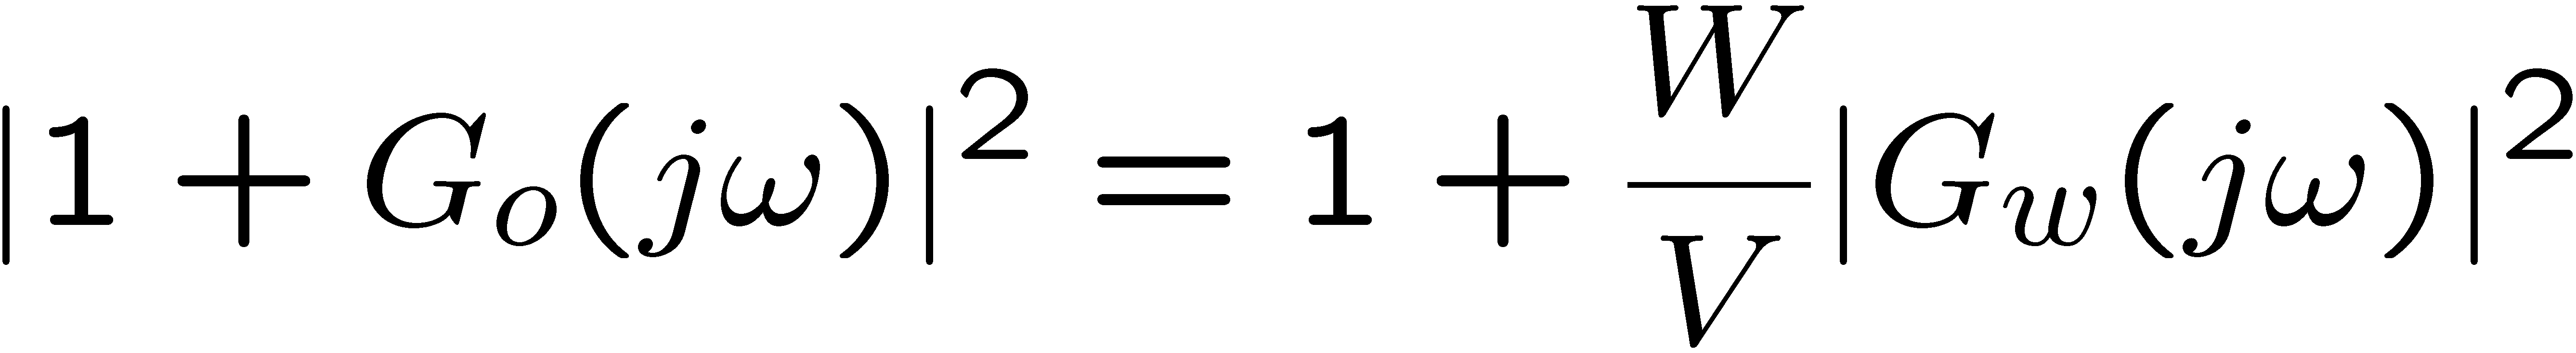 |1 + G_o(jω)|^2 = 1 + \frac{W}{V}|G_w(jω)|^2